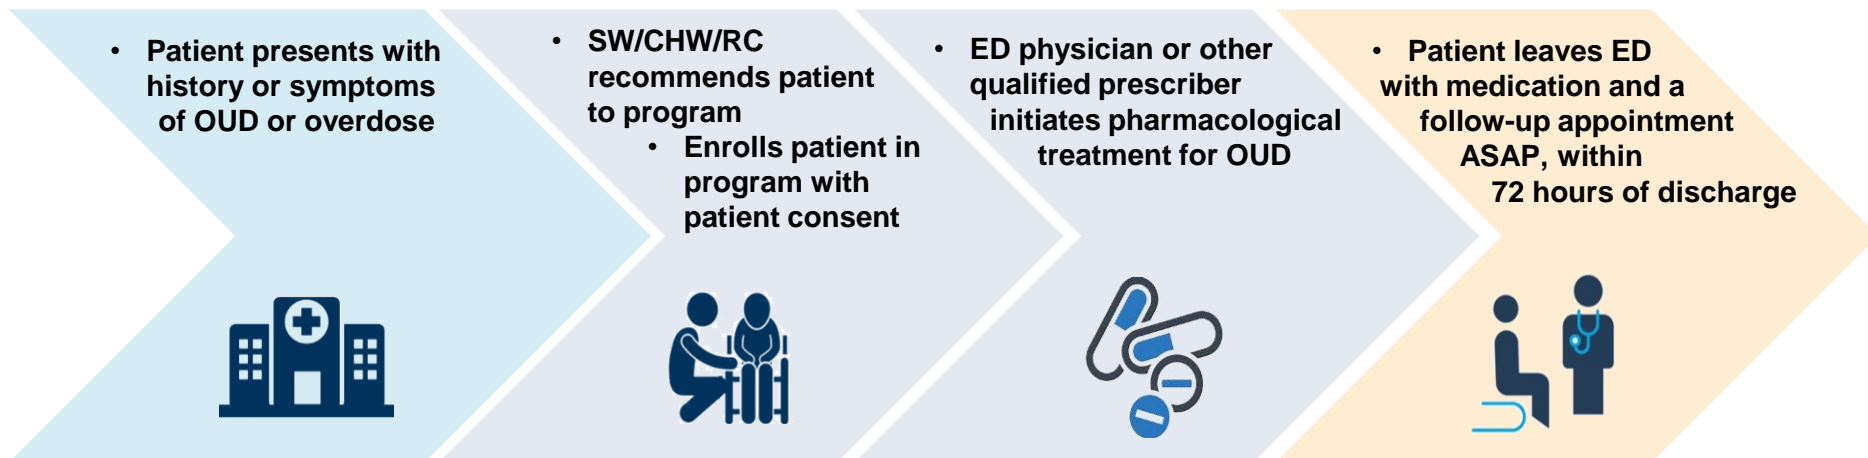 • Patient presents with
history or symptoms
of OUD or overdose
• SW/CHW/RC
recommends patient
to program
• Enrolls patient in
program with
patient consent
• ED physician or other
qualified prescriber
initiates pharmacological
treatment for OUD
• Patient leaves ED
with medication and a
follow-up appointment
ASAP, within
72 hours of discharge